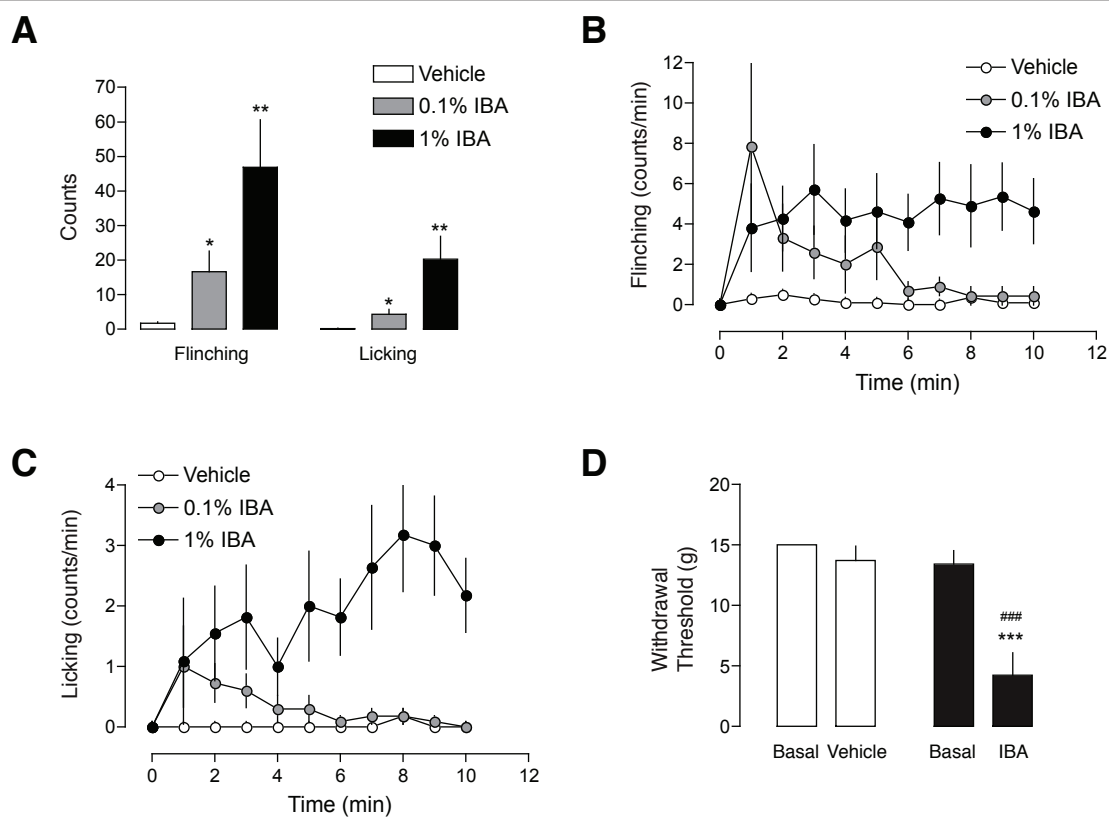 A
Vehicle
0.1% IBA
1% IBA
70
60
50
40
30
20
10
0
Counts
*
**
*
**
Flinching
Licking
B
Vehicle
0.1% IBA
1% IBA
12
10
8
6
4
2
0
Flinching (counts/min)
0 2 4 6 8 10 12
Time (min)
C
Vehicle
0.1% IBA
1% IBA
4
3
2
1
0
Licking (counts/min)
0 2 4 6 8 10 12
Time (min)
D
20
15
10
5
0
Withdrawal
Threshold (g)
###
***
Basal Vehicle Basal IBA